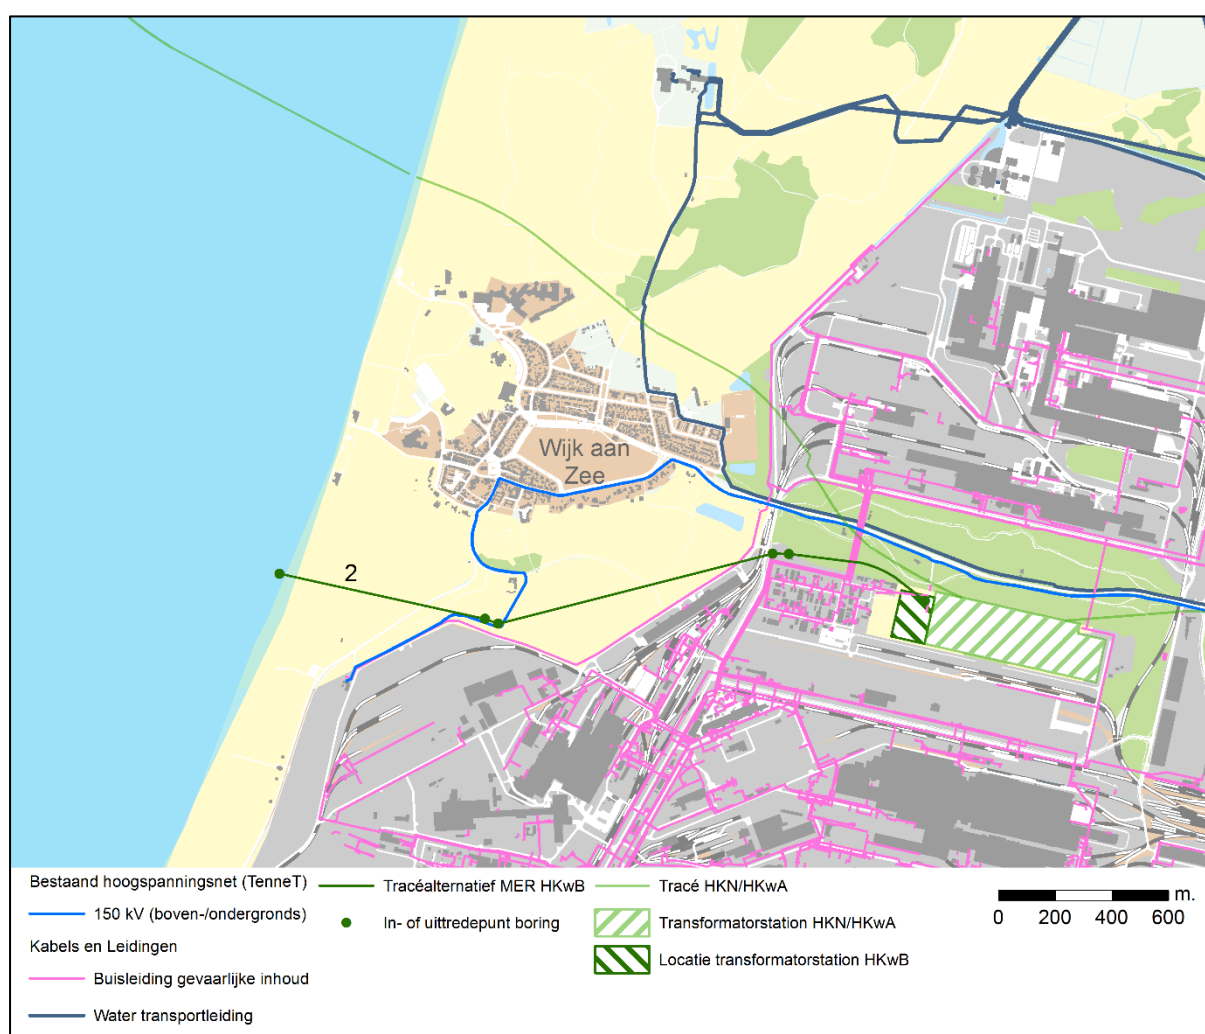 Wijk aan
Zee
2
Bestaand hoogspanningsnet (TenneT)
150 kV (boven-/ondergronds)
Kabels en Leidingen
Buisleiding gevaarlijke inhoud
Water transportleiding
Tracéalternatief MER HKwB
In- of uittredepunt boring
Tracé HKN/HKwA
Transformatorstation HKN/HKwA
Locatie transformatorstation HKwB
m.
0 200 400 600